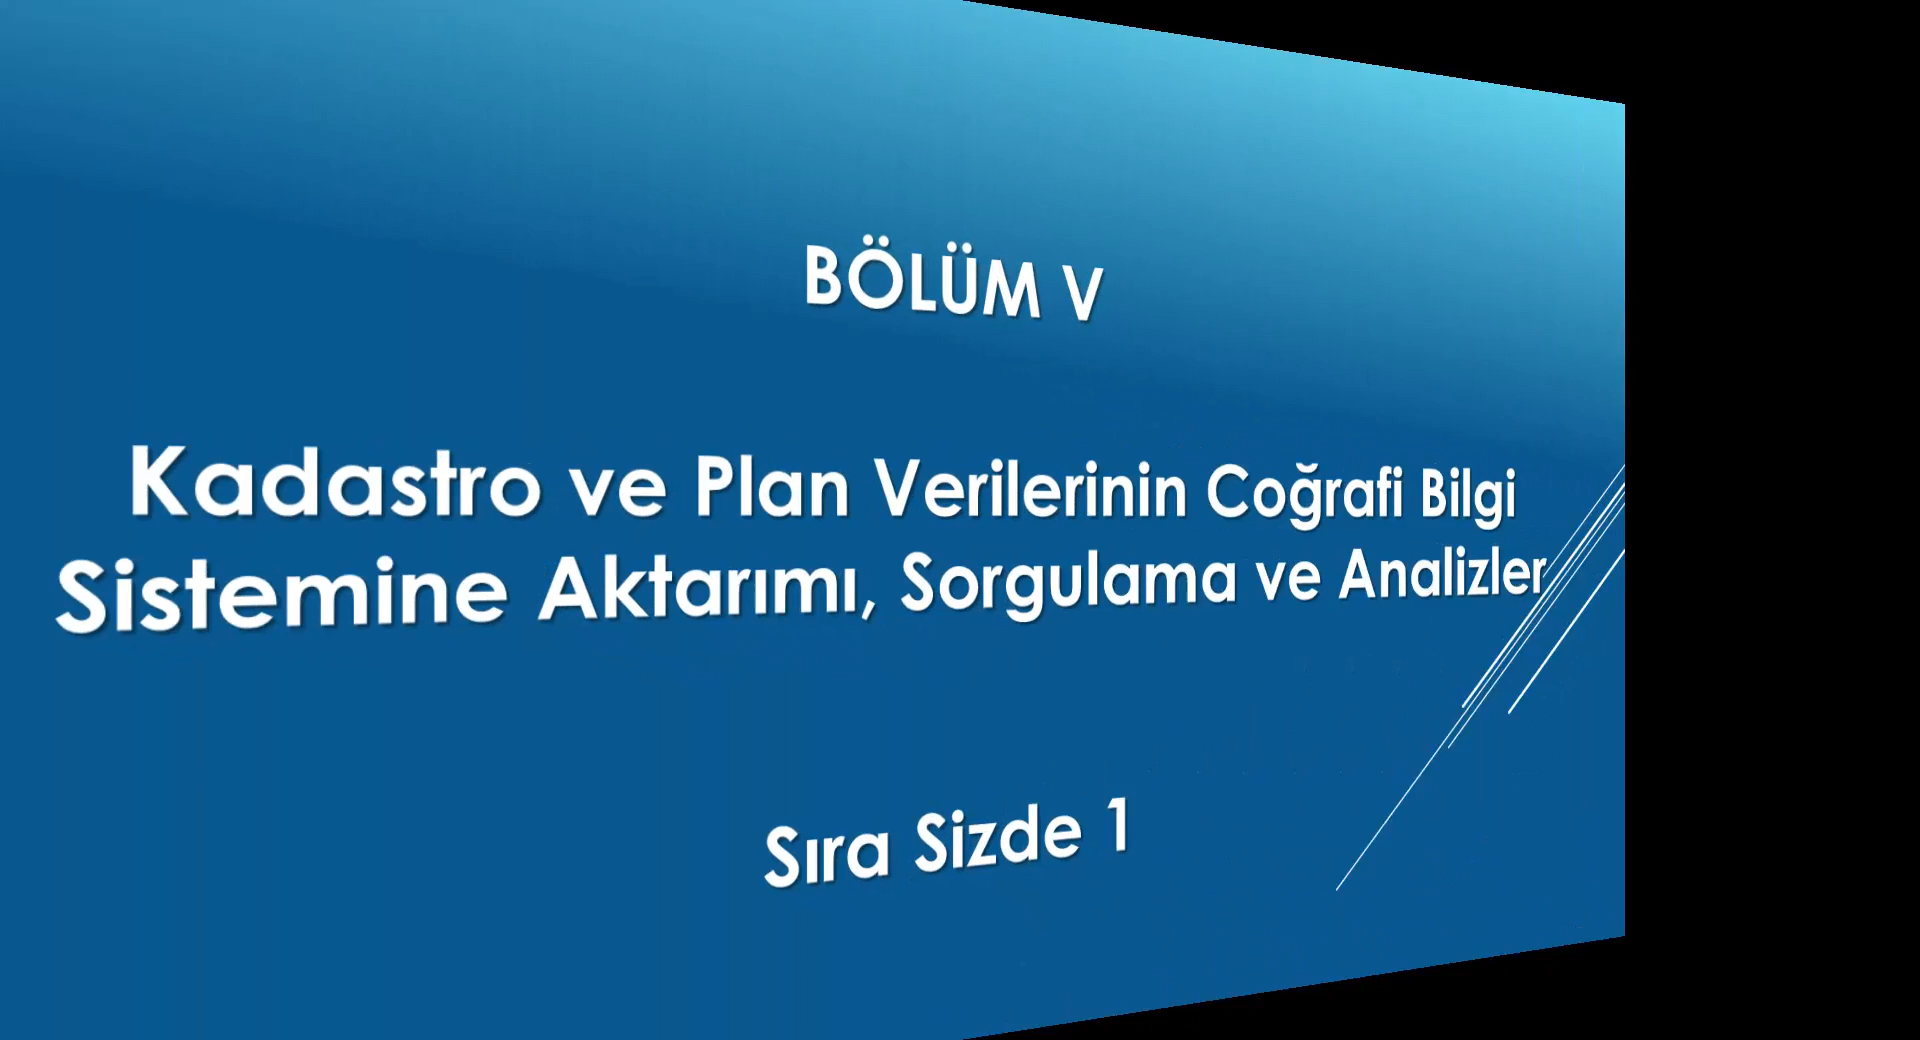 BÖLÜM V
Kadastro ve Plan Verilerinin Coğrafi Bilgi
Sistemine Aktarımı, Sorgulama ve Analizler
Sıra Sizde 1